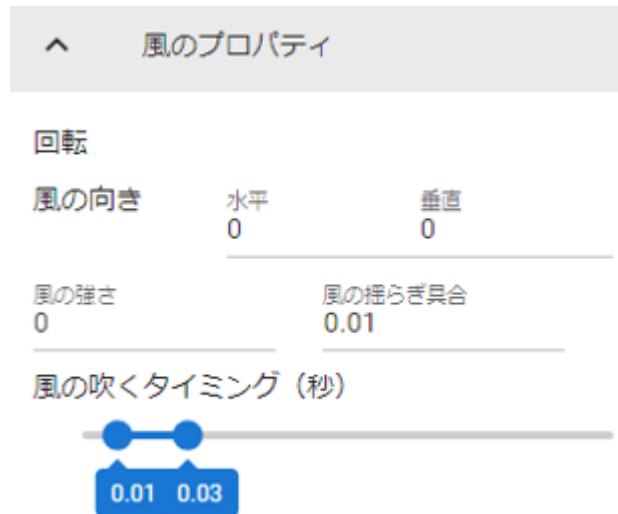 風のプロパティ
回転
風の向き 水平 垂直
0 0
風の強さ 風の揺らぎ具合
0 0.01
風の吹くタイミング（秒）
0.01 0.03